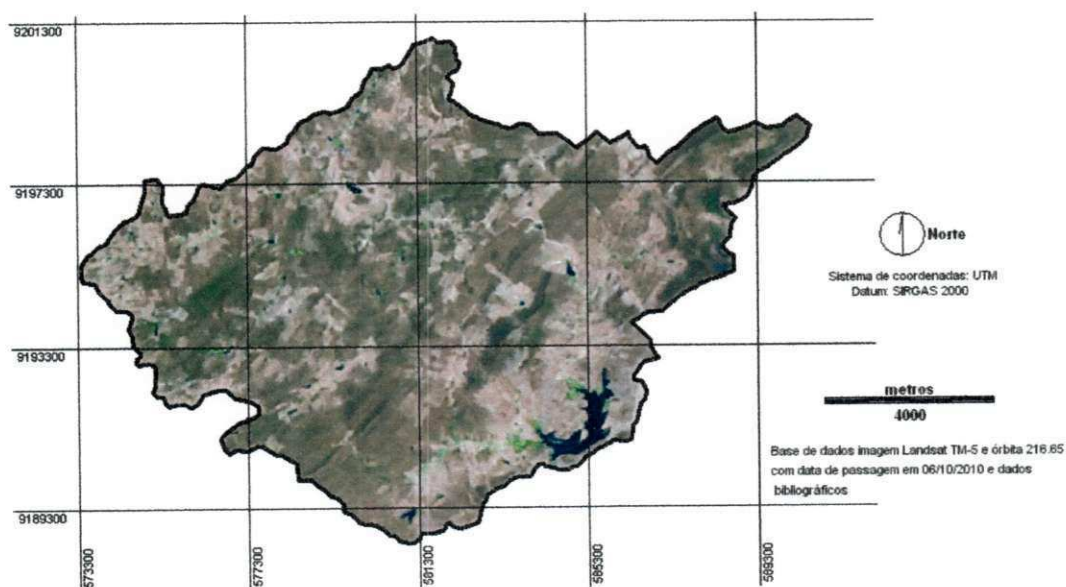 9201300
9197300
9193300
9189300
573300
577300
581300
585300
589300
Norte
Sistema de coordenadas: UTM
Datum: SIRGAS 2000
metros
4000
Base de dados imagem Landsat TM-5 e órbita 216.65
com data de passagem em 06/10/2010 e dados
bibliográficos